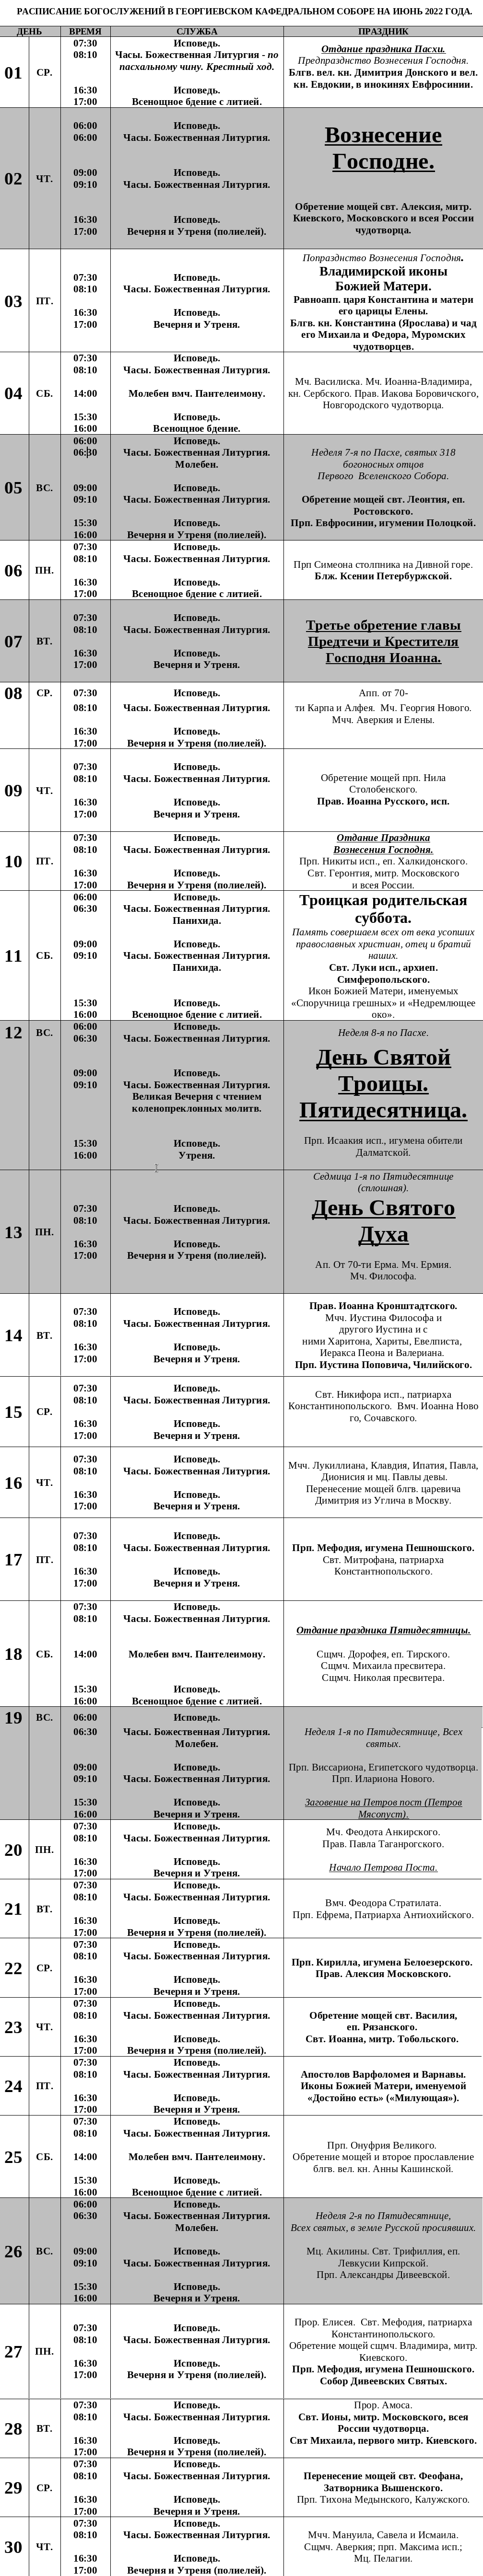 РАСПИСАНИЕ БОГОСЛУЖЕНИЙ В ГЕОРГИЕВСКОМ КАФЕДРАЛЬНОМ СОБОРЕ НА ИЮНЬ 2022 ГОДА.
ДЕНЬ ВРЕМЯ СЛУЖБА ПРАЗДНИК
01 СР.
07:30 Исповедь.
08:10 Часы. Божественная Литургия - по
пасхальному чину. Крестный ход.
16:30 Исповедь.
17:00 Всенощное бдение с литией.
Отдание праздника Пасхи.
Предпразднство Вознесения Господня.
Блгв. вел. кн. Димитрия Донского и вел.
кн. Евдокии, в инокинях Евфросинии.
02 ЧТ.
06:00 Исповедь.
06:00 Часы. Божественная Литургия.
09:00 Исповедь.
09:10 Часы. Божественная Литургия.
16:30 Исповедь.
17:00 Вечерня и Утреня (полиелей).
Вознесение
Господне.
Обретение мощей свт. Алексия, митр.
Киевского, Московского и всея России
чудотворца.
03 ПТ.
07:30 Исповедь.
08:10 Часы. Божественная Литургия.
16:30 Исповедь.
17:00 Вечерня и Утреня.
Попразднство Вознесения Господня.
Владимирской иконы
Божией Матери.
Равноапп. царя Константина и матери
его царицы Елены.
Блгв. кн. Константина (Ярослава) и чад
его Михаила и Федора, Муромских
чудотворцев.
04 СБ.
07:30 Исповедь.
08:10 Часы. Божественная Литургия.
14:00 Молебен вмч. Пантелеимону.
15:30 Исповедь.
16:00 Всенощное бдение.
Мч. Василиска. Мч. Иоанна-Владимира,
кн. Сербского. Прав. Иакова Боровичского,
Новгородского чудотворца.
05 ВС.
06:00 Исповедь.
06:30 Часы. Божественная Литургия.
Молебен.
09:00 Исповедь.
09:10 Часы. Божественная Литургия.
15:30 Исповедь.
16:00 Вечерня и Утреня (полиелей).
Неделя 7-я по Пасхе, святых 318
богоносных отцов
Первого Вселенского Собора.
Обретение мощей свт. Леонтия, еп.
Ростовского.
Прп. Евфросинии, игумении Полоцкой.
06 ПН.
07:30 Исповедь.
08:10 Часы. Божественная Литургия.
16:30 Исповедь.
17:00 Всенощное бдение с литией.
Прп Симеона столпника на Дивной горе.
Блж. Ксении Петербуржской.
07 ВТ.
07:30 Исповедь.
08:10 Часы. Божественная Литургия.
16:30 Исповедь.
17:00 Вечерня и Утреня.
Третье обретение главы
Предтечи и Крестителя
Господня Иоанна.
08 СР.
07:30 Исповедь.
08:10 Часы. Божественная Литургия.
16:30 Исповедь.
17:00 Вечерня и Утреня (полиелей).
Апп. от 70-
ти Карпа и Алфея. Мч. Георгия Нового.
Мчч. Аверкия и Елены.
09 ЧТ.
07:30 Исповедь.
08:10 Часы. Божественная Литургия.
16:30 Исповедь.
17:00 Вечерня и Утреня.
Обретение мощей прп. Нила
Столобенского.
Прав. Иоанна Русского, исп.
10 ПТ.
07:30 Исповедь.
08:10 Часы. Божественная Литургия.
16:30 Исповедь.
17:00 Вечерня и Утреня (полиелей).
Отдание Праздника
Вознесения Господня.
Прп. Никиты исп., еп. Халкидонского.
Свт. Геронтия, митр. Московского
и всея России.
11 СБ.
06:00 Исповедь.
06:30 Часы. Божественная Литургия.
Панихида.
09:00 Исповедь.
09:10 Часы. Божественная Литургия.
Панихида.
15:30 Исповедь.
16:00 Всенощное бдение с литией.
Троицкая родительская
суббота.
Память совершаем всех от века усопших
православных христиан, отец и братий
наших.
Свт. Луки исп., архиеп.
Симферопольского.
Икон Божией Матери, именуемых
«Споручница грешных» и «Недремлющее
око».
12 ВС.
06:00 Исповедь.
06:30 Часы. Божественная Литургия.
09:00 Исповедь.
09:10 Часы. Божественная Литургия.
Великая Вечерня с чтением
коленопреклонных молитв.
15:30 Исповедь.
16:00 Утреня.
Неделя 8-я по Пасхе.
День Святой
Троицы.
Пятидесятница.
Прп. Исаакия исп., игумена обители
Далматской.
13 ПН.
07:30 Исповедь.
08:10 Часы. Божественная Литургия.
16:30 Исповедь.
17:00 Вечерня и Утреня (полиелей).
Седмица 1-я по Пятидесятнице
(сплошная).
День Святого
Духа
Ап. От 70-ти Ерма. Мч. Ермия.
Мч. Философа.
14 ВТ.
07:30 Исповедь.
08:10 Часы. Божественная Литургия.
16:30 Исповедь.
17:00 Вечерня и Утреня.
Прав. Иоанна Кронштадтского.
Мчч. Иустина Философа и
другого Иустина и с
ними Харитона, Хариты, Евелписта,
Иеракса Пеона и Валериана.
Прп. Иустина Поповича, Чилийского.
15 СР.
07:30 Исповедь.
08:10 Часы. Божественная Литургия.
16:30 Исповедь.
17:00 Вечерня и Утреня.
Свт. Никифора исп., патриарха
Константинопольского. Вмч. Иоанна Ново
го, Сочавского.
16 ЧТ.
07:30 Исповедь.
08:10 Часы. Божественная Литургия.
16:30 Исповедь.
17:00 Вечерня и Утреня.
Мчч. Лукиллиана, Клавдия, Ипатия, Павла,
Дионисия и мц. Павлы девы.
Перенесение мощей блгв. царевича
Димитрия из Углича в Москву.
17 ПТ.
07:30 Исповедь.
08:10 Часы. Божественная Литургия.
16:30 Исповедь.
17:00 Вечерня и Утреня.
Прп. Мефодия, игумена Пешношского.
Свт. Митрофана, патриарха
Константнопольского.
18 СБ.
07:30 Исповедь.
08:10 Часы. Божественная Литургия.
14:00 Молебен вмч. Пантелеимону.
15:30 Исповедь.
16:00 Всенощное бдение с литией.
Отдание праздника Пятидесятницы.
Сщмч. Дорофея, еп. Тирского.
Сщмч. Михаила пресвитера.
Сщмч. Николая пресвитера.
19 ВС.
06:00 Исповедь.
06:30 Часы. Божественная Литургия.
Молебен.
09:00 Исповедь.
09:10 Часы. Божественная Литургия.
15:30 Исповедь.
16:00 Вечерня и Утреня.
Неделя 1-я по Пятидесятнице, Всех
святых.
Прп. Виссариона, Египетского чудотворца.
Прп. Илариона Нового.
Заговение на Петров пост (Петров
Мясопуст).
20 ПН.
07:30 Исповедь.
08:10 Часы. Божественная Литургия.
16:30 Исповедь.
17:00 Вечерня и Утреня.
Мч. Феодота Анкирского.
Прав. Павла Таганрогского.
Начало Петрова Поста.
21 ВТ.
07:30 Исповедь.
08:10 Часы. Божественная Литургия.
16:30 Исповедь.
17:00 Вечерня и Утреня (полиелей).
Вмч. Феодора Стратилата.
Прп. Ефрема, Патриарха Антиохийского.
22 СР.
07:30 Исповедь.
08:10 Часы. Божественная Литургия.
16:30 Исповедь.
17:00 Вечерня и Утреня.
Прп. Кирилла, игумена Белоезерского.
Прав. Алексия Московского.
23 ЧТ.
07:30 Исповедь.
08:10 Часы. Божественная Литургия.
16:30 Исповедь.
17:00 Вечерня и Утреня (полиелей).
Обретение мощей свт. Василия,
еп. Рязанского.
Свт. Иоанна, митр. Тобольского.
24 ПТ.
07:30 Исповедь.
08:10 Часы. Божественная Литургия.
16:30 Исповедь.
17:00 Вечерня и Утреня.
Апостолов Варфоломея и Варнавы.
Иконы Божией Матери, именуемой
«Достойно есть» («Милующая»).
25 СБ.
07:30 Исповедь.
08:10 Часы. Божественная Литургия.
14:00 Молебен вмч. Пантелеимону.
15:30 Исповедь.
16:00 Всенощное бдение с литией.
Прп. Онуфрия Великого.
Обретение мощей и второе прославление
блгв. вел. кн. Анны Кашинской.
26 ВС.
06:00 Исповедь.
06:30 Часы. Божественная Литургия.
Молебен.
09:00 Исповедь.
09:10 Часы. Божественная Литургия.
15:30 Исповедь.
16:00 Вечерня и Утреня.
Неделя 2-я по Пятидесятнице,
Всех святых, в земле Русской просиявших.
Мц. Акилины. Свт. Трифиллия, еп.
Левкусии Кипрской.
Прп. Александры Дивеевской.
27 ПН.
07:30 Исповедь.
08:10 Часы. Божественная Литургия.
16:30 Исповедь.
17:00 Вечерня и Утреня (полиелей).
Прор. Елисея. Свт. Мефодия, патриарха
Константинопольского.
Обретение мощей сщмч. Владимира, митр.
Киевского.
Прп. Мефодия, игумена Пешношского.
Собор Дивеевских Святых.
28 ВТ.
07:30 Исповедь.
08:10 Часы. Божественная Литургия.
16:30 Исповедь.
17:00 Вечерня и Утреня (полиелей).
Прор. Амоса.
Свт. Ионы, митр. Московского, всея
России чудотворца.
Свт Михаила, первого митр. Киевского.
29 СР.
07:30 Исповедь.
08:10 Часы. Божественная Литургия.
16:30 Исповедь.
17:00 Вечерня и Утреня.
Перенесение мощей свт. Феофана,
Затворника Вышенского.
Прп. Тихона Медынского, Калужского.
30 ЧТ.
07:30 Исповедь.
08:10 Часы. Божественная Литургия.
16:30 Исповедь.
17:00 Вечерня и Утреня (полиелей).
Мчч. Мануила, Савела и Исмаила.
Сщмч. Аверкия; прп. Максима исп.;
Мц. Пелагии.